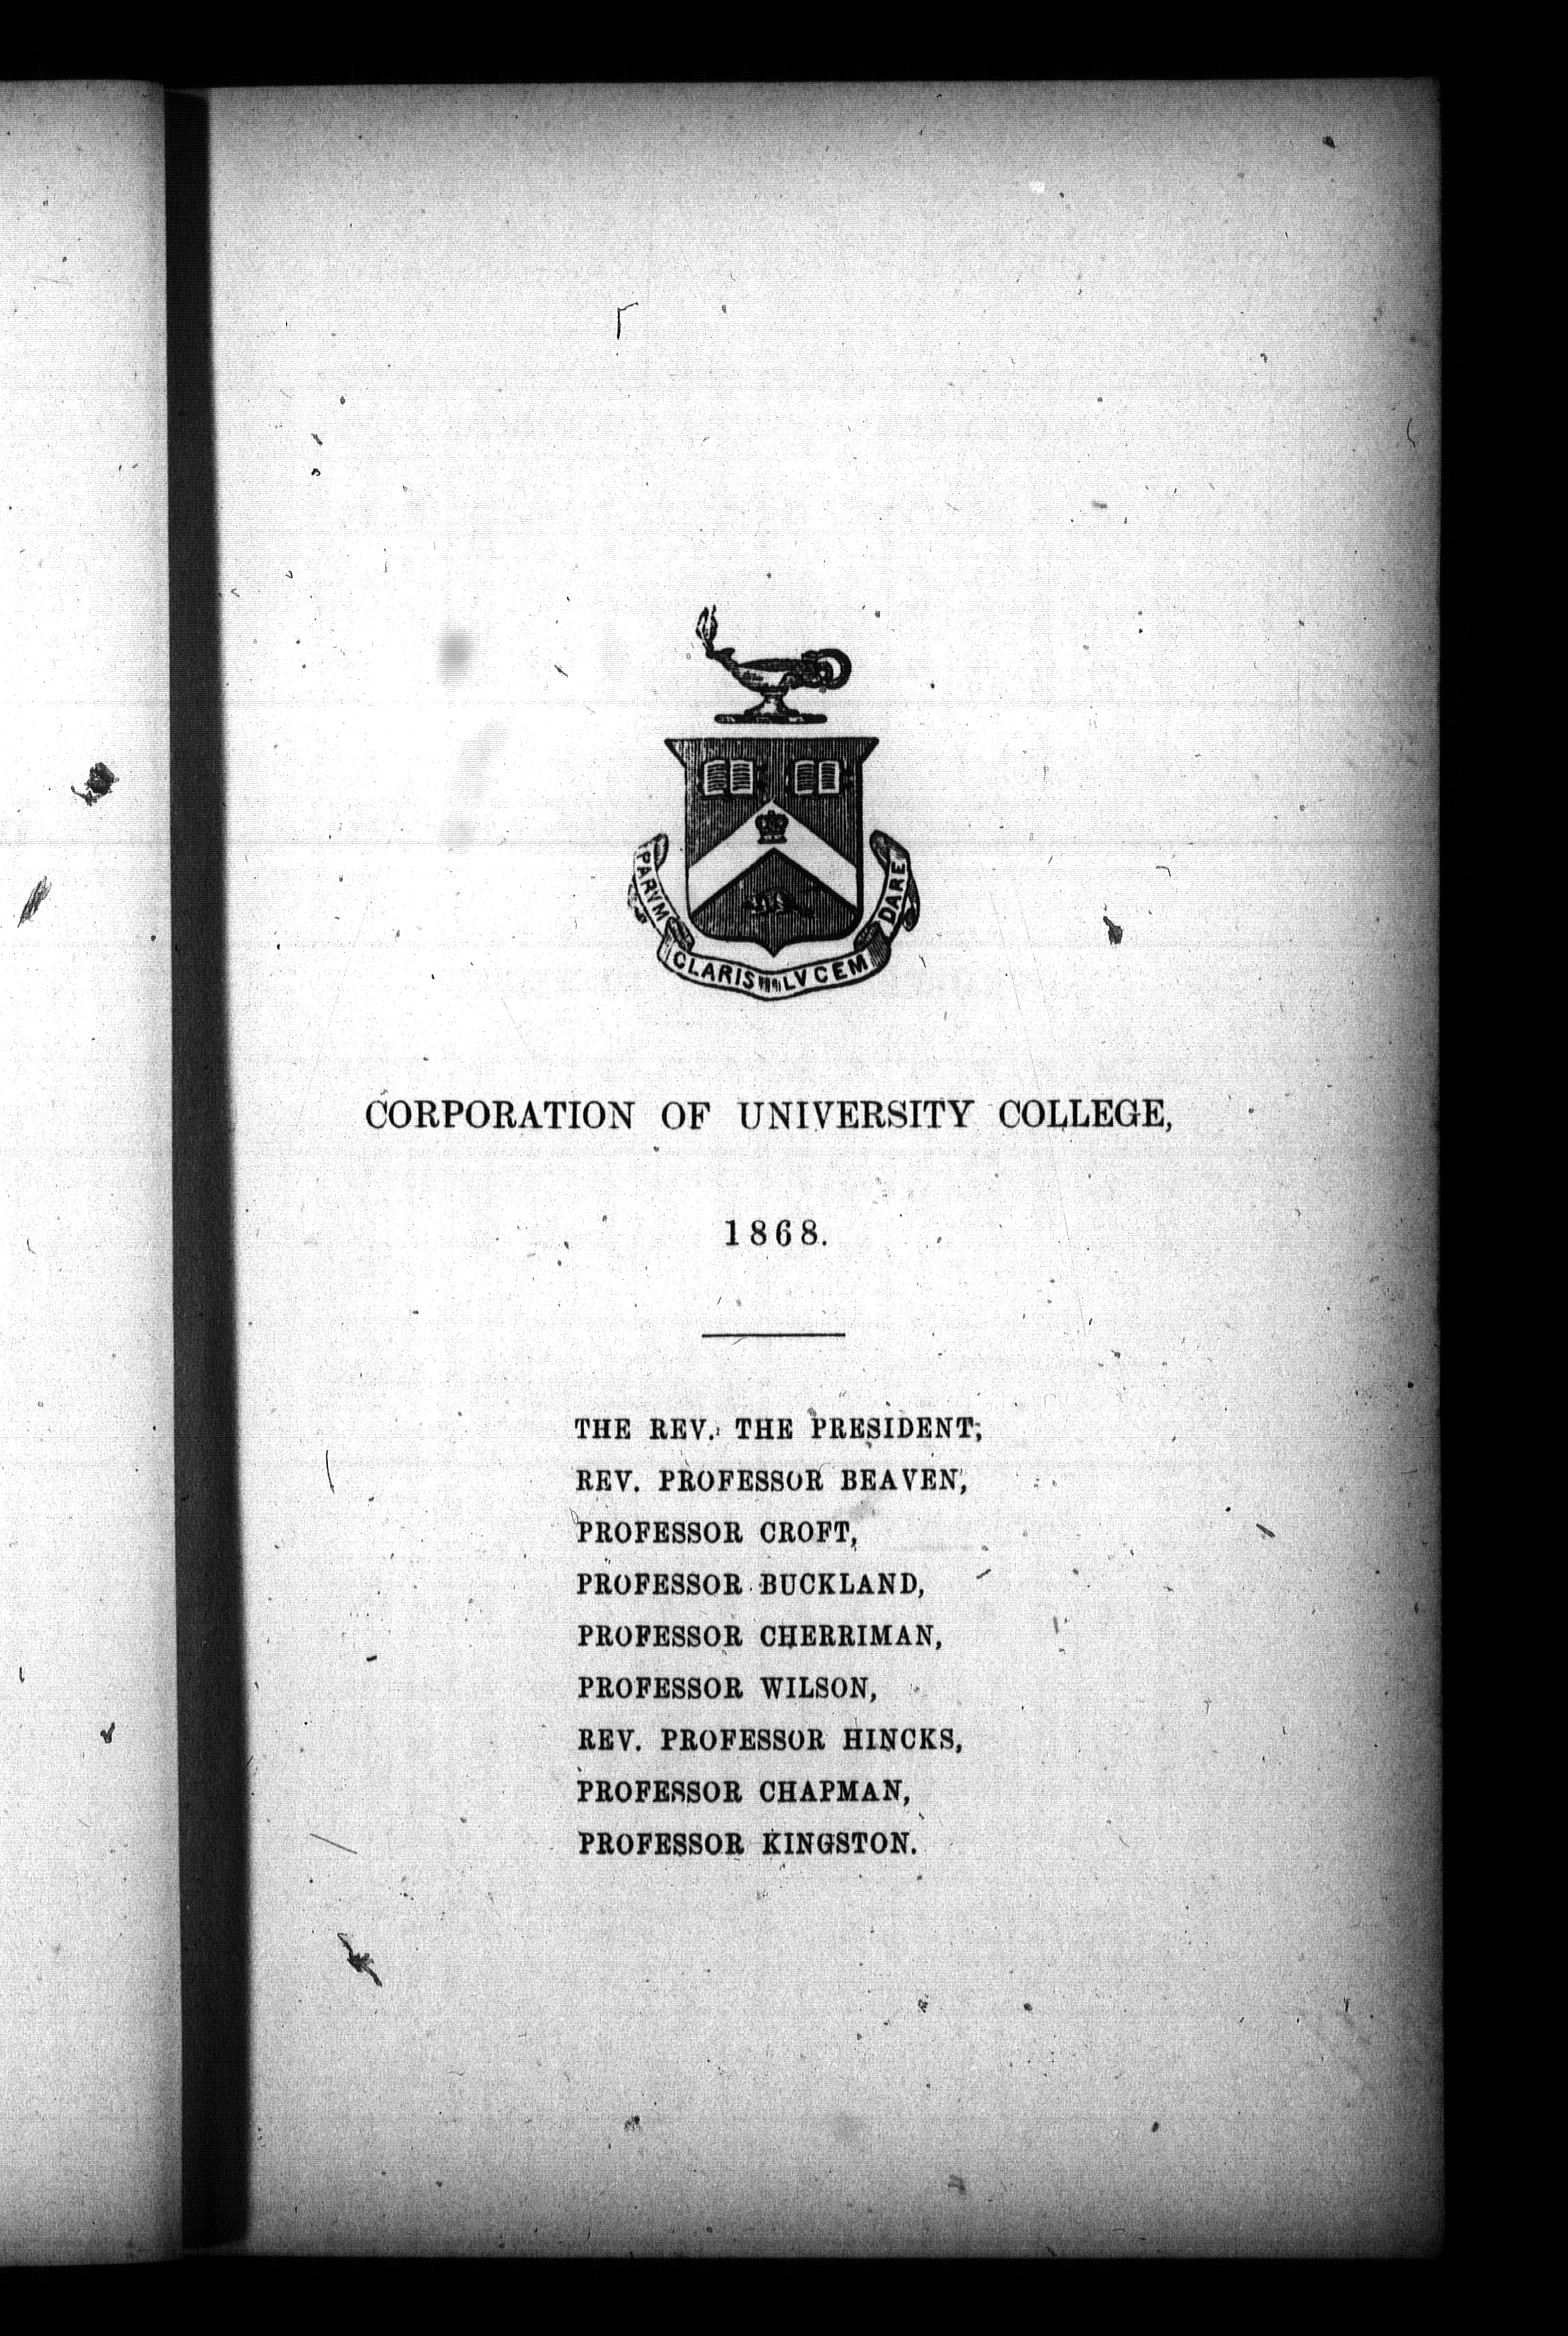 PARVM CLARIS LVCEM DARE
CORPORATION OF UNIVERSITY COLLEGE,
1868.
THE REV. THE PRESIDENT,
REV. PROFESSOR BEAVEN,
PROFESSOR CROFT,
PROFESSOR BUCKLAND,
PROFESSOR CHERRIMAN,
PROFESSOR WILSON,
REV. PROFESSOR HINCKS,
PROFESSOR CHAPMAN,
PROFESSOR KINGSTON.